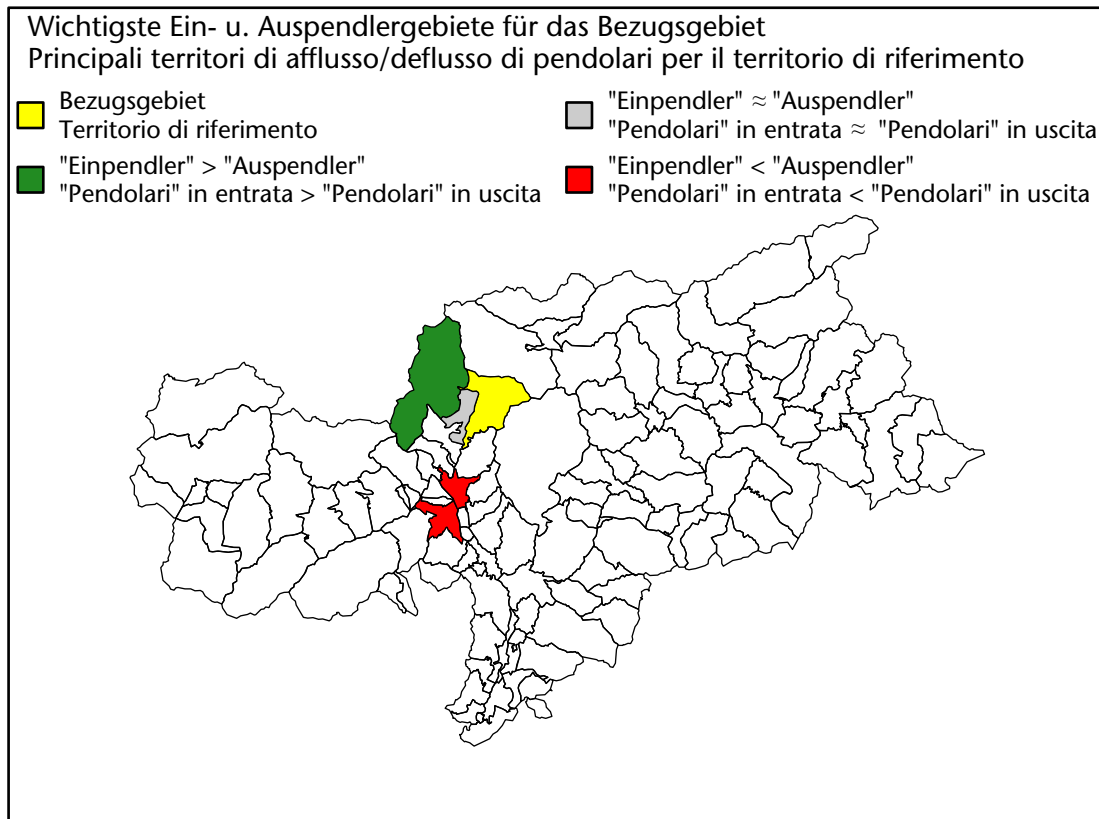 Wichtigste Ein- u. Auspendlergebiete für das Bezugsgebiet
Principali territori di afflusso/deflusso di pendolari per il territorio di riferimento
Bezugsgebiet
Territorio di riferimento
"Einpendler" > "Auspendler"
"Pendolari" in entrata > "Pendolari" in uscita
"Einpendler" ≈ "Auspendler"
"Pendolari" in entrata ≈ "Pendolari" in uscita
"Einpendler" < "Auspendler"
"Pendolari" in entrata < "Pendolari" in uscita